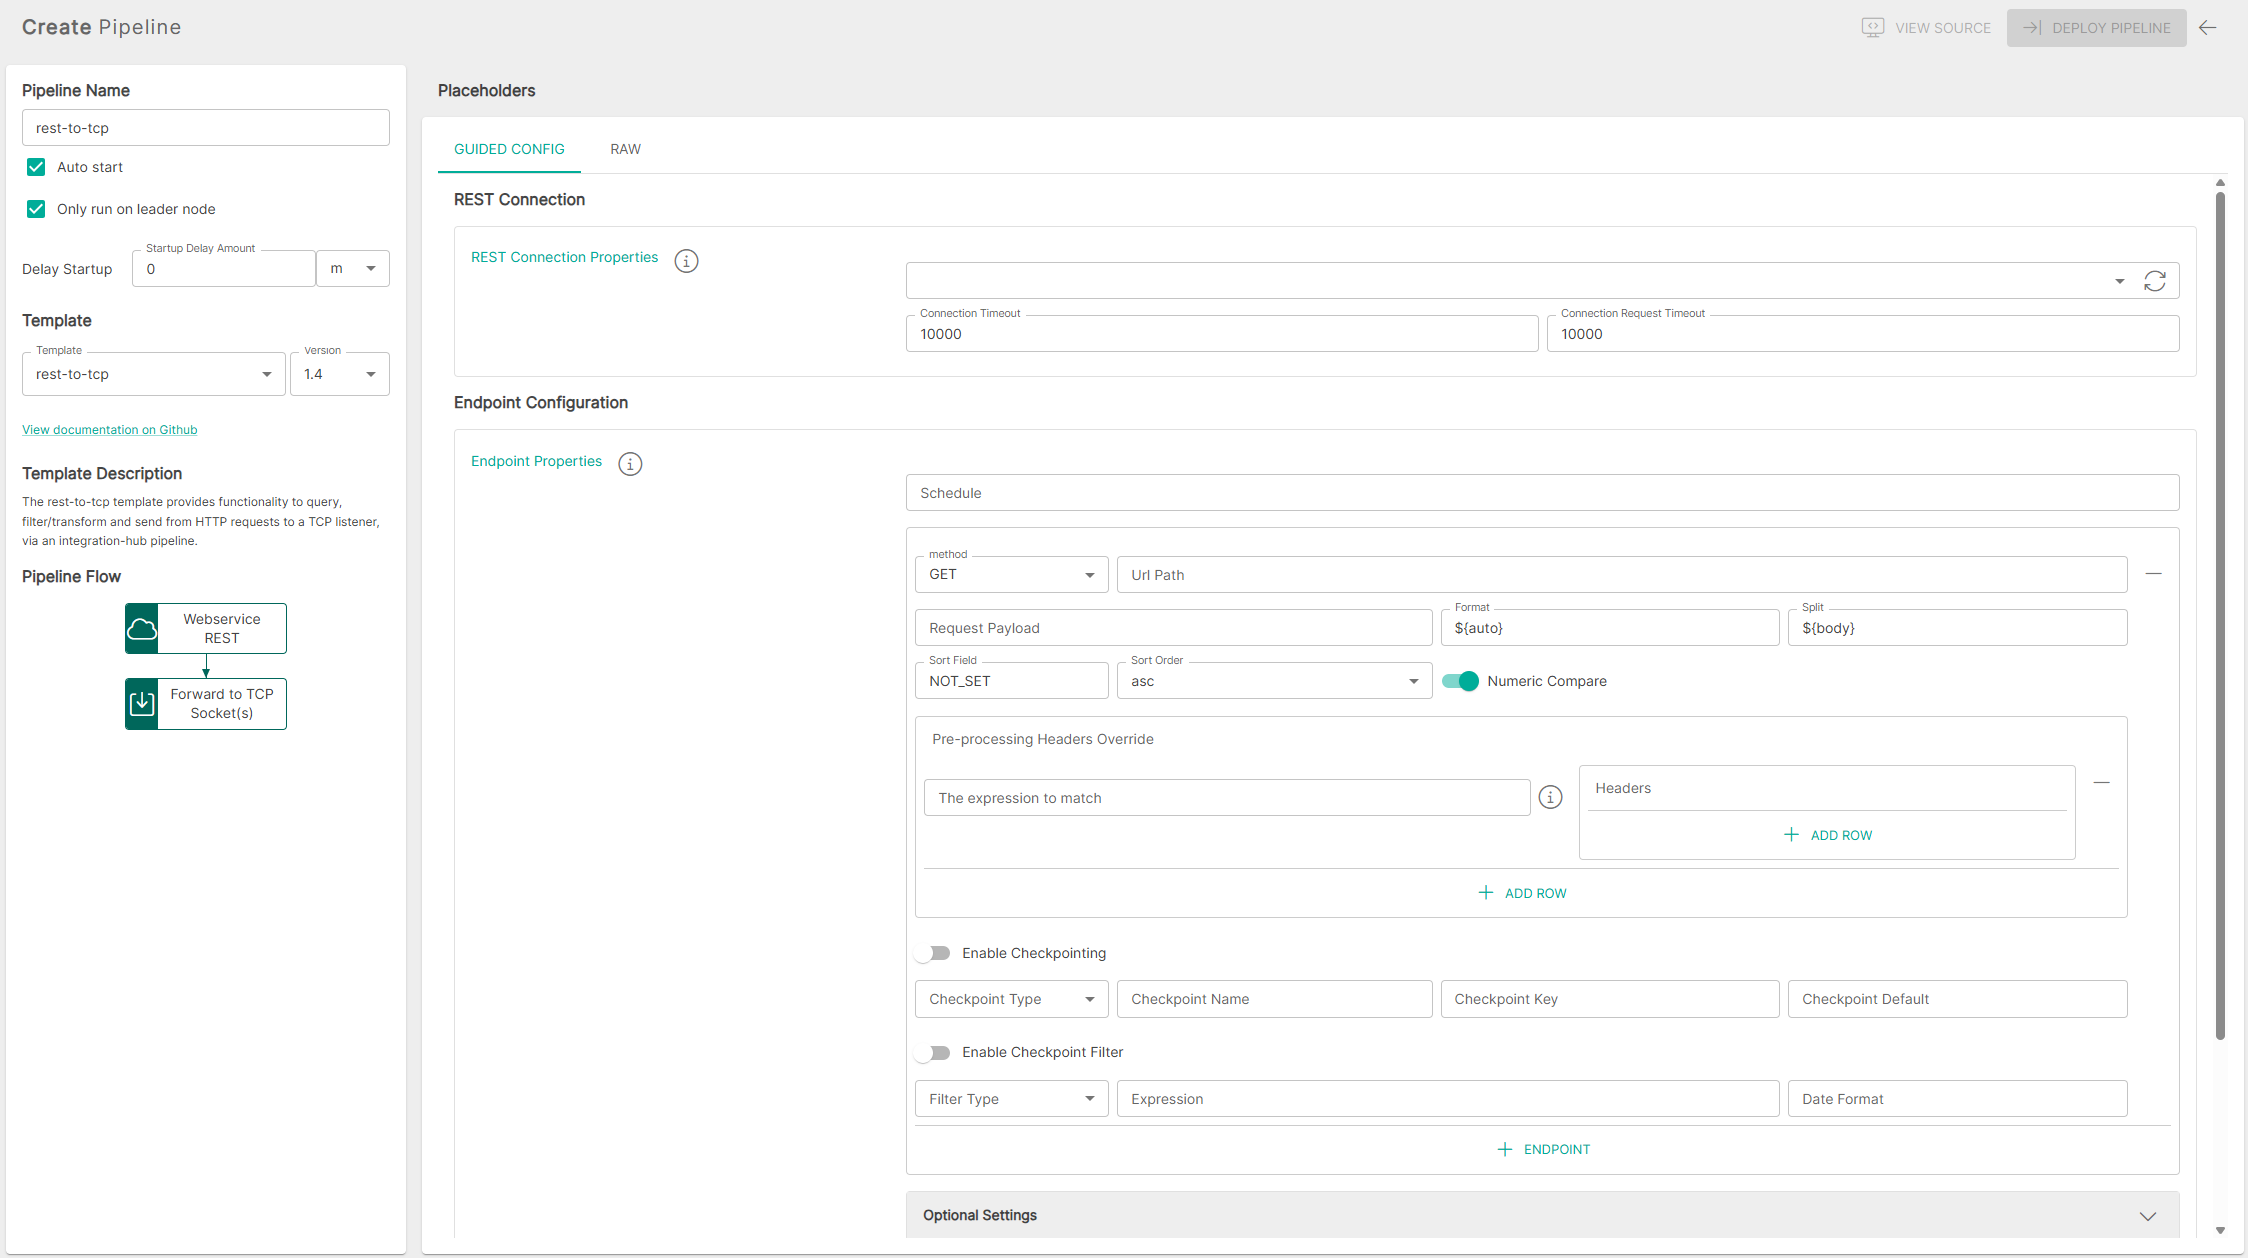 Create Pipeline
VIEW SOURCE
DEPLOY PIPELINE
Pipeline Name
rest-to-tcp
Auto start
Only run on leader node
Delay Startup
Startup Delay Amount
0
m
Template
Template
rest-to-tcp
Version
1.4
View documentation on Github
Template Description
The rest-to-tcp template provides functionality to query,
filter/transform and send from HTTP requests to a TCP listener,
via an integration-hub pipeline.
Pipeline Flow
Webservice
REST
Forward to TCP
Socket(s)
Placeholders
GUIDED CONFIG
RAW
REST Connection
REST Connection Properties
Connection Timeout
10000
Connection Request Timeout
10000
Endpoint Configuration
Endpoint Properties
Schedule
method
GET
Url Path
Request Payload
Format
${auto}
Split
${body}
Sort Field
NOT_SET
Sort Order
asc
Numeric Compare
Pre-processing Headers Override
The expression to match
Headers
ADD ROW
ADD ROW
Enable Checkpointing
Checkpoint Type
Checkpoint Name
Checkpoint Key
Checkpoint Default
Enable Checkpoint Filter
Filter Type
Expression
Date Format
ENDPOINT
Optional Settings